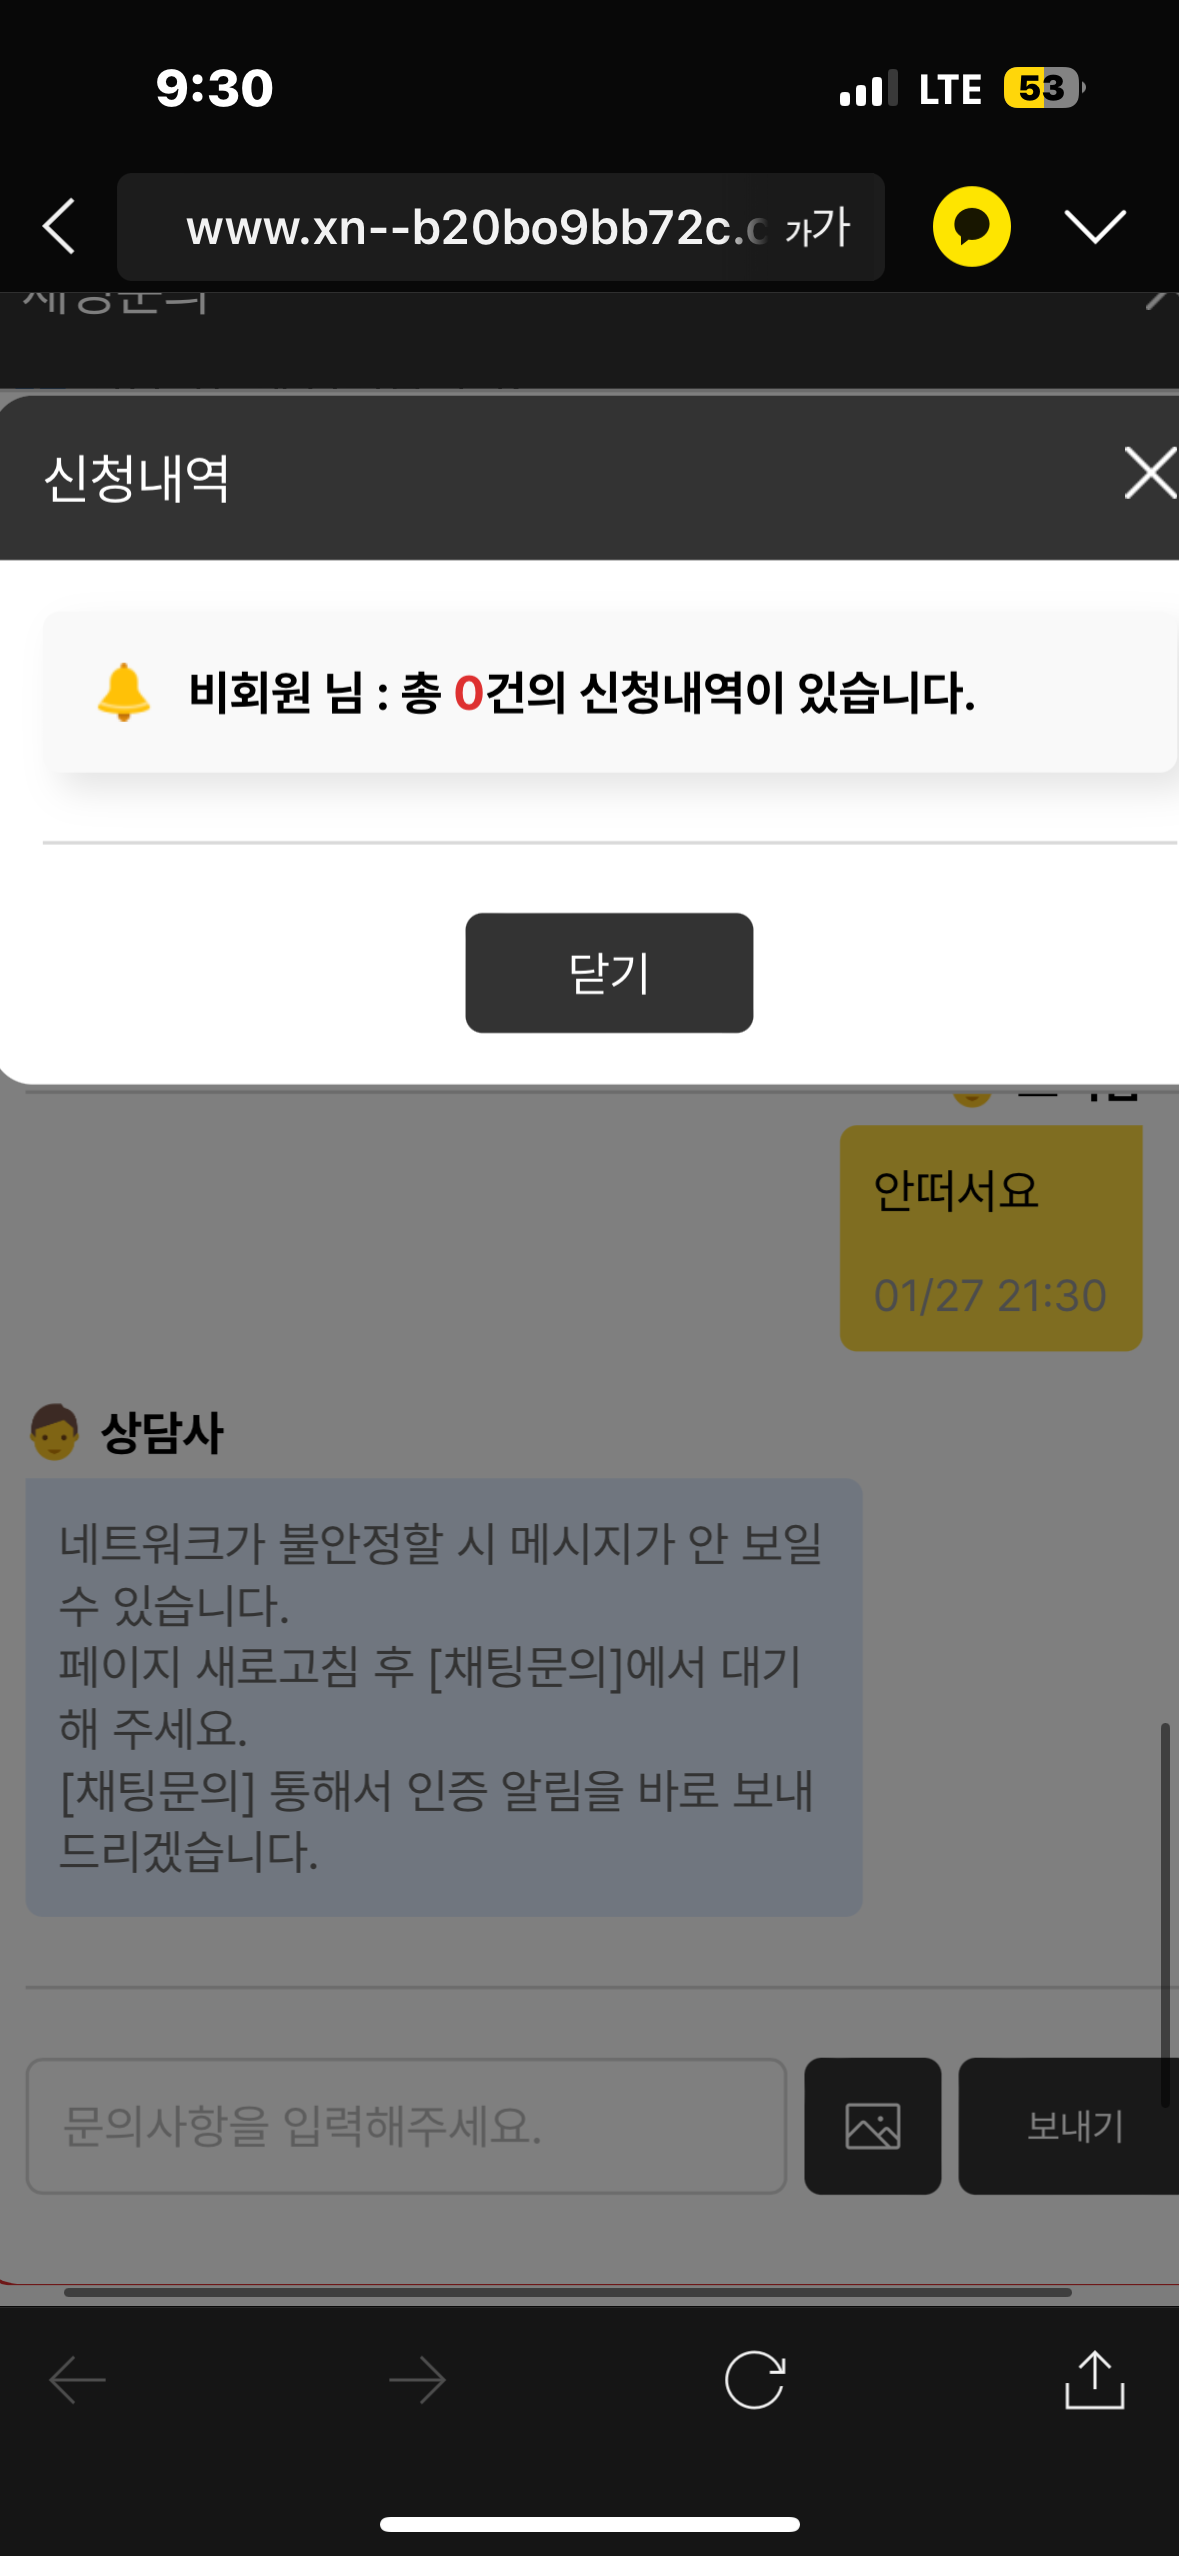 9:30
LTE 53
www.xn--b20bo9bb72c.c 가가
채팅문의
신청내역
비회원 님 : 총 0건의 신청내역이 있습니다.
닫기
안떠서요
01/27 21:30
상담사
네트워크가 불안정할 시 메시지가 안 보일
수 있습니다.
페이지 새로고침 후 [채팅문의]에서 대기
해 주세요.
[채팅문의] 통해서 인증 알림을 바로 보내
드리겠습니다.
문의사항을 입력해주세요.
보내기